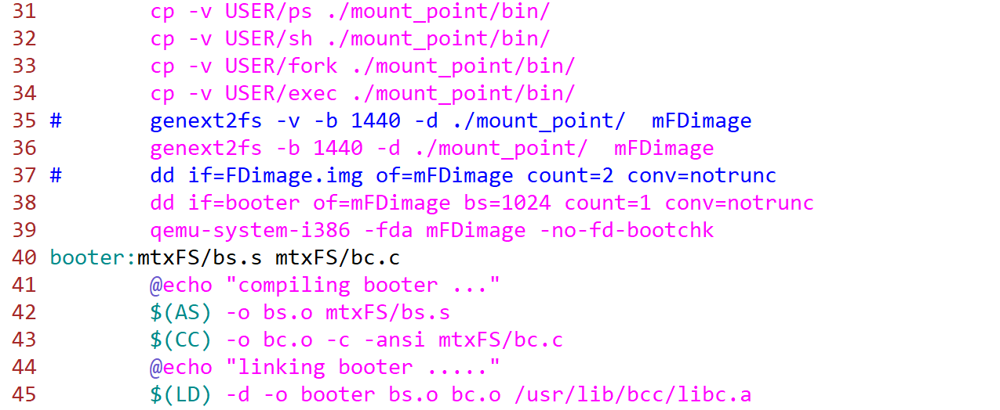 31         cp -v USER/ps ./mount_point/bin/
32         cp -v USER/sh ./mount_point/bin/
33         cp -v USER/fork ./mount_point/bin/
34         cp -v USER/exec ./mount_point/bin/
35 #       genext2fs -v -b 1440 -d ./mount_point/  mFDimage
36         genext2fs -b 1440 -d ./mount_point/  mFDimage
37 #       dd if=FDimage.img of=mFDimage count=2 conv=notrunc
38         dd if=booter of=mFDimage bs=1024 count=1 conv=notrunc
39         qemu-system-i386 -fda mFDimage -no-fd-bootchk
40 booter:mtxFS/bs.s mtxFS/bc.c
41         @echo "compiling booter ..."
42         $(AS) -o bs.o mtxFS/bs.s
43         $(CC) -o bc.o -c -ansi mtxFS/bc.c
44         @echo "linking booter ....."
45         $(LD) -d -o booter bs.o bc.o /usr/lib/bcc/libc.a